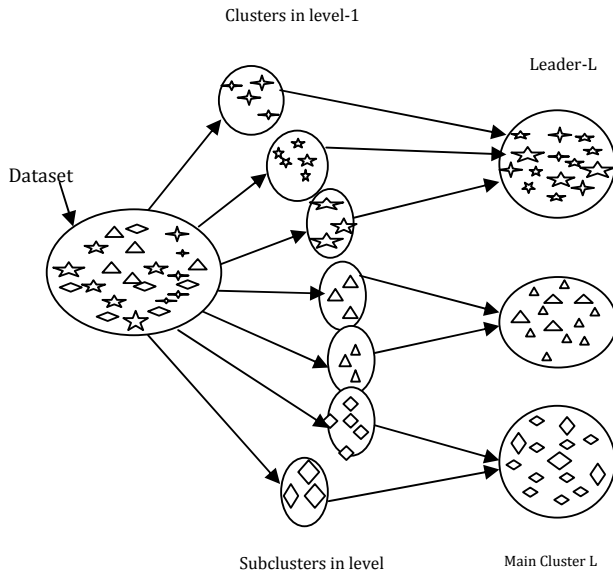 Clusters in level-1
Leader-L
Dataset
Subclusters in level
Main Cluster L